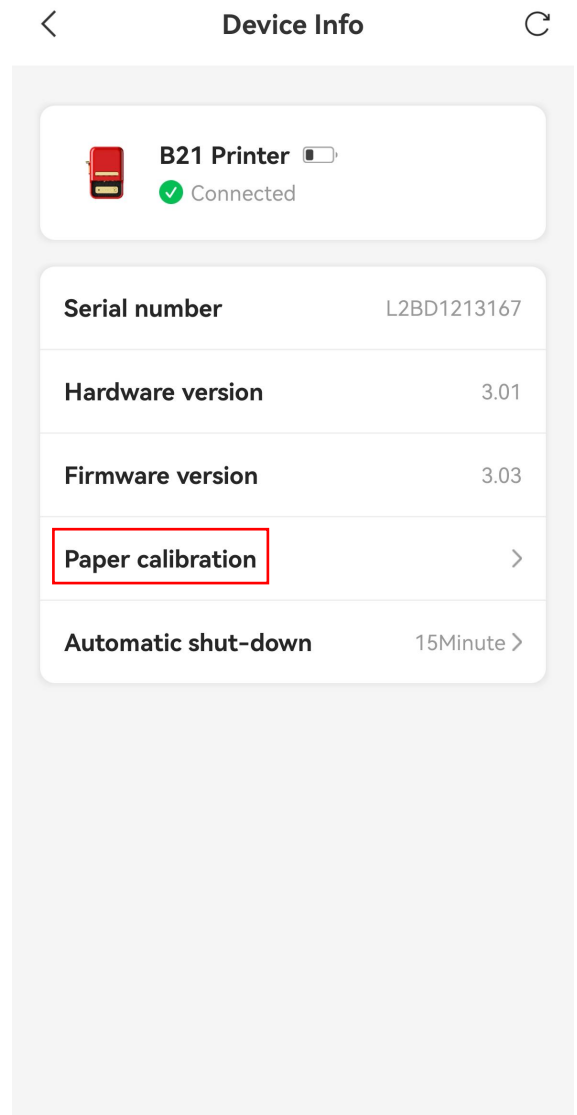 Device Info
B21 Printer
Connected
Serial number L2BD1213167
Hardware version 3.01
Firmware version 3.03
Paper calibration
Automatic shut-down 15Minute